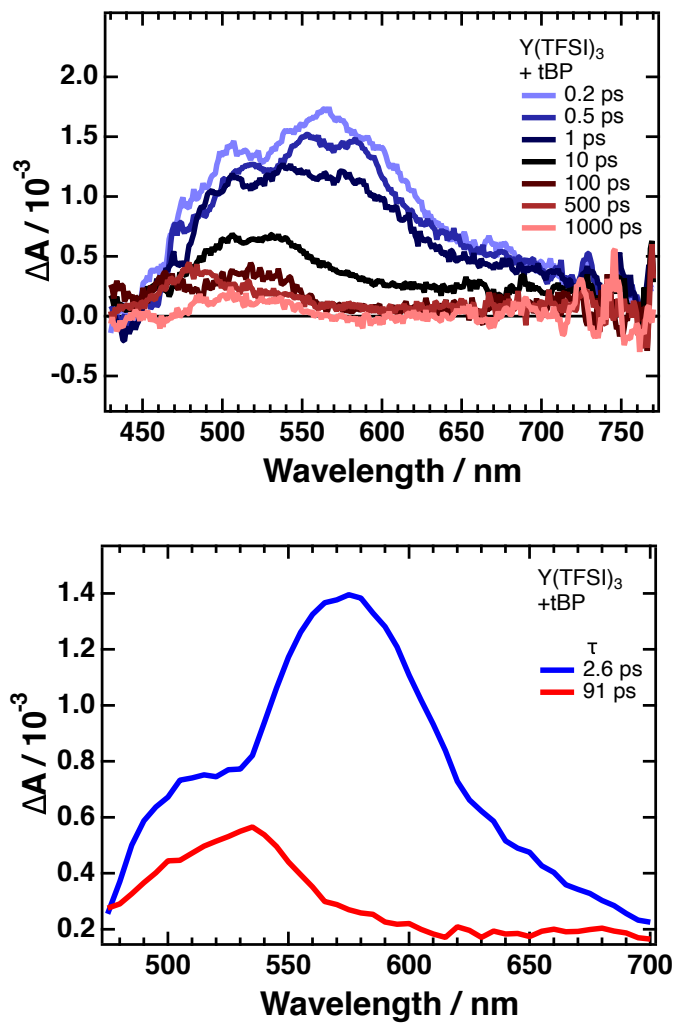 Y(TFSI)₃
+ tBP
0.2 ps
0.5 ps
1 ps
10 ps
100 ps
500 ps
1000 ps
2.0
1.5
1.0
0.5
0.0
-0.5
ΔA / 10⁻³
450 500 550 600 650 700 750
Wavelength / nm
Y(TFSI)₃
+tBP
τ
2.6 ps
91 ps
1.4
1.2
1.0
0.8
0.6
0.4
0.2
ΔA / 10⁻³
500 550 600 650 700
Wavelength / nm